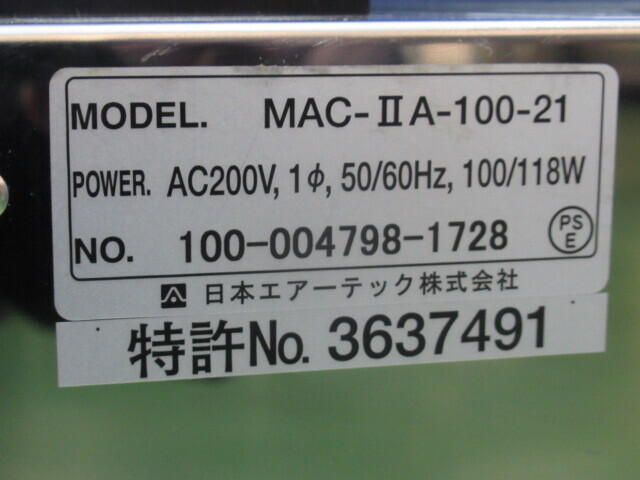 MODEL. MAC-ⅡA-100-21
POWER. AC200V, 1φ, 50/60Hz, 100/118W
NO. 100-004798-1728
PS
E
日本エアーテック株式会社
特許No. 3637491